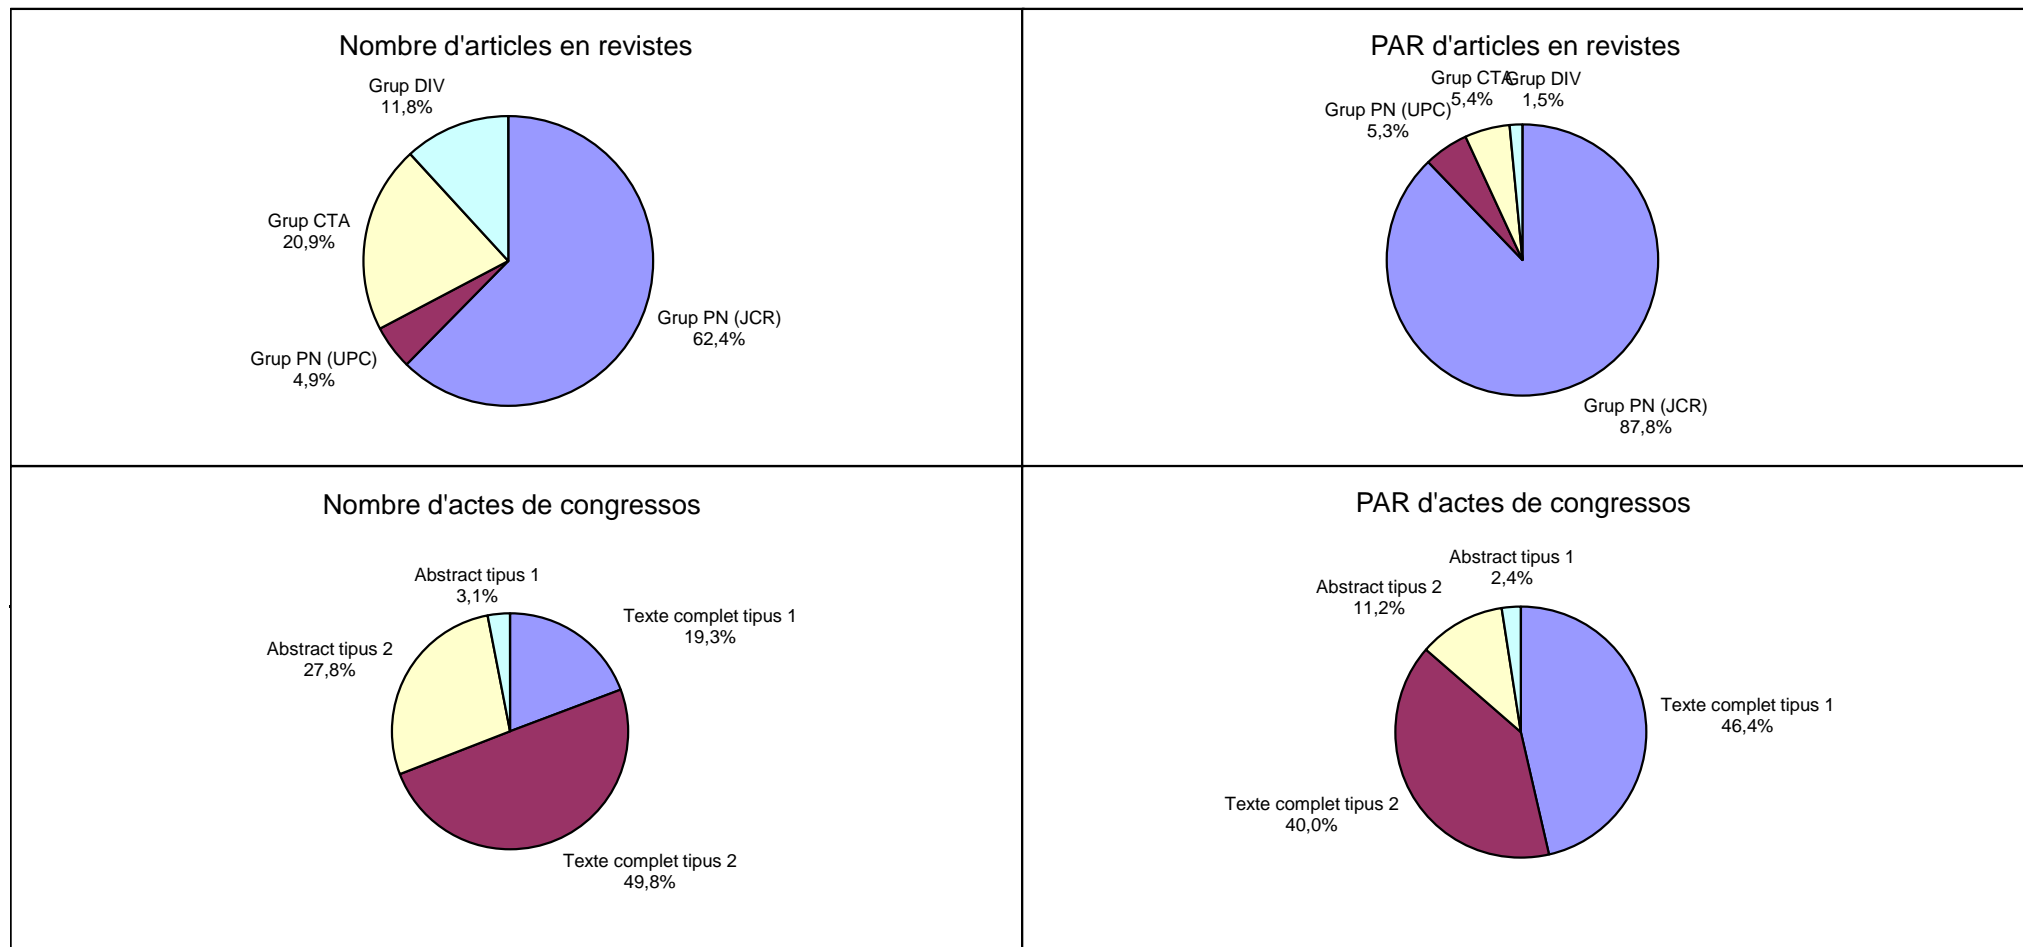 Nombre d'articles en revistes
Grup DIV
11,8%
Grup CTA
20,9%
Grup PN (JCR)
62,4%
Grup PN (UPC)
4,9%
PAR d'articles en revistes
Grup CTA
5,4%
Grup DIV
1,5%
Grup PN (UPC)
5,3%
Grup PN (JCR)
87,8%
Nombre d'actes de congressos
Abstract tipus 1
3,1%
Texte complet tipus 1
19,3%
Abstract tipus 2
27,8%
Texte complet tipus 2
49,8%
PAR d'actes de congressos
Abstract tipus 1
2,4%
Abstract tipus 2
11,2%
Texte complet tipus 1
46,4%
Texte complet tipus 2
40,0%